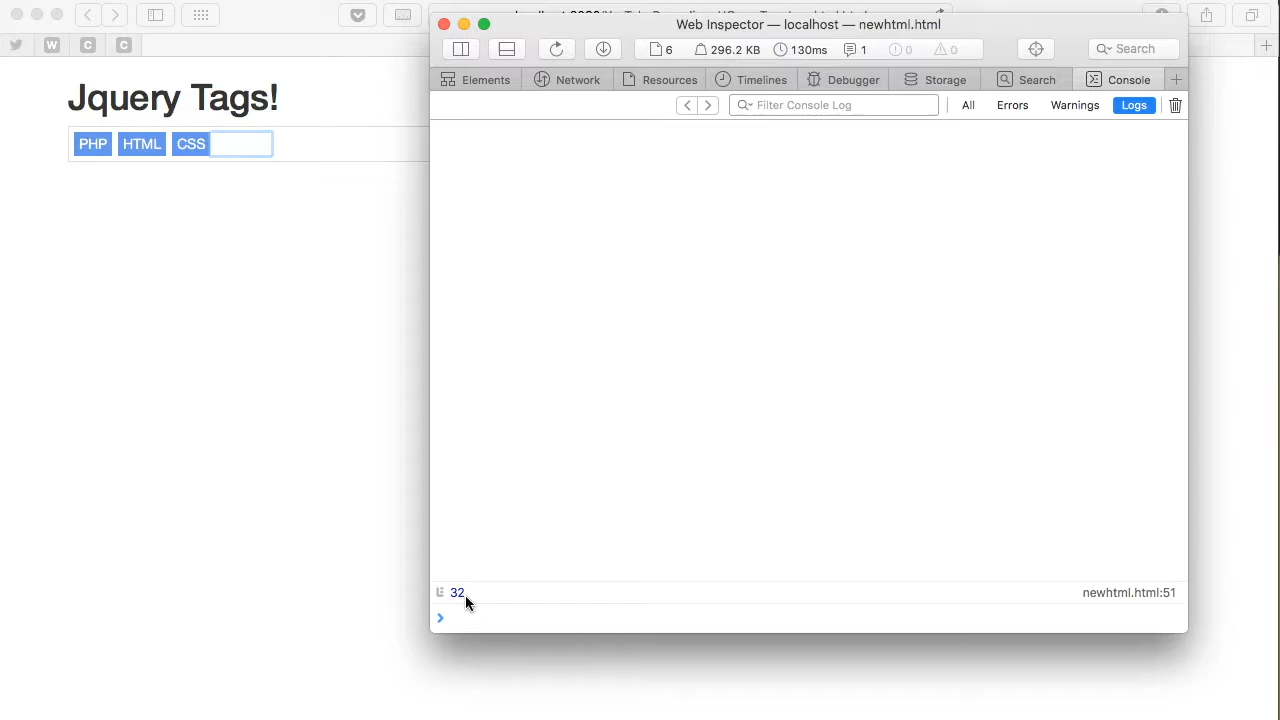 Web Inspector — localhost — newhtml.html
6 296.2 KB 130ms 1 0 0 Search
W C C
Elements Network Resources Timelines Debugger Storage Search Console
Filter Console Log All Errors Warnings Logs
Jquery Tags!
PHP HTML CSS
32 newhtml.html:51